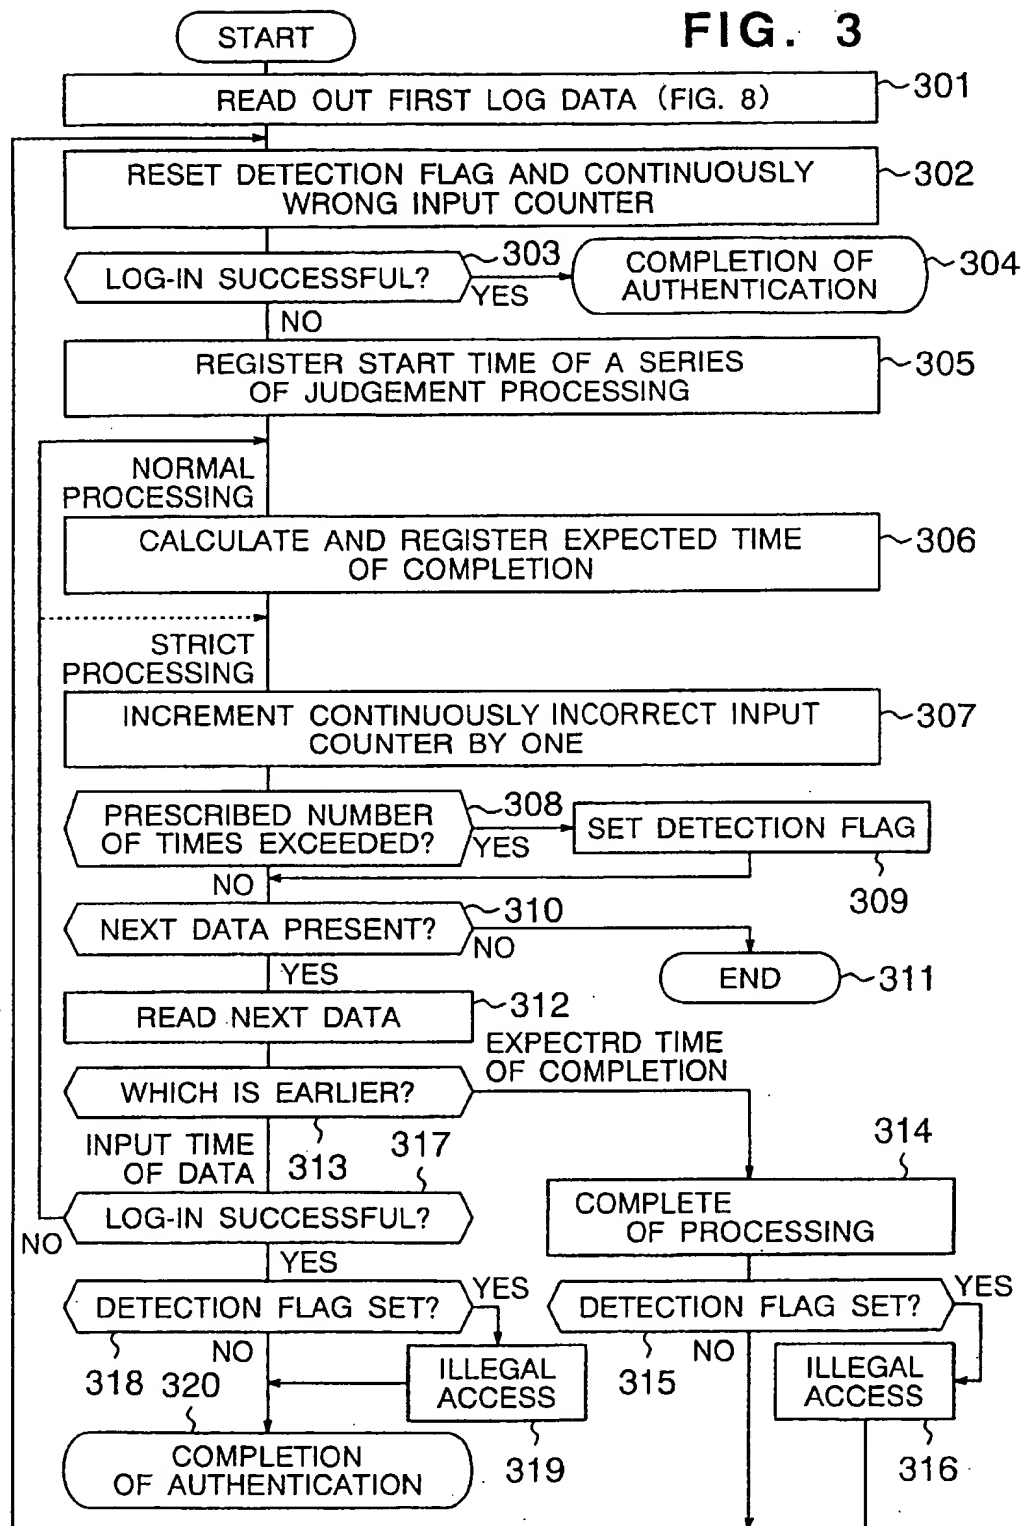 FIG. 3
START
READ OUT FIRST LOG DATA (FIG. 8)
301
RESET DETECTION FLAG AND CONTINUOUSLY
WRONG INPUT COUNTER
302
LOG-IN SUCCESSFUL?
303
YES
NO
COMPLETION OF
AUTHENTICATION
304
REGISTER START TIME OF A SERIES
OF JUDGEMENT PROCESSING
305
NORMAL
PROCESSING
CALCULATE AND REGISTER EXPECTED TIME
OF COMPLETION
306
STRICT
PROCESSING
INCREMENT CONTINUOUSLY INCORRECT INPUT
COUNTER BY ONE
307
PRESCRIBED NUMBER
OF TIMES EXCEEDED?
308
YES
SET DETECTION FLAG
309
NO
NEXT DATA PRESENT?
310
NO
END
311
YES
READ NEXT DATA
312
WHICH IS EARLIER?
EXPECTRD TIME
OF COMPLETION
313
INPUT TIME
OF DATA
317
314
LOG-IN SUCCESSFUL?
NO
YES
COMPLETE
OF PROCESSING
DETECTION FLAG SET?
YES
318
NO
ILLEGAL
ACCESS
319
320
COMPLETION
OF AUTHENTICATION
DETECTION FLAG SET?
YES
315
NO
ILLEGAL
ACCESS
316